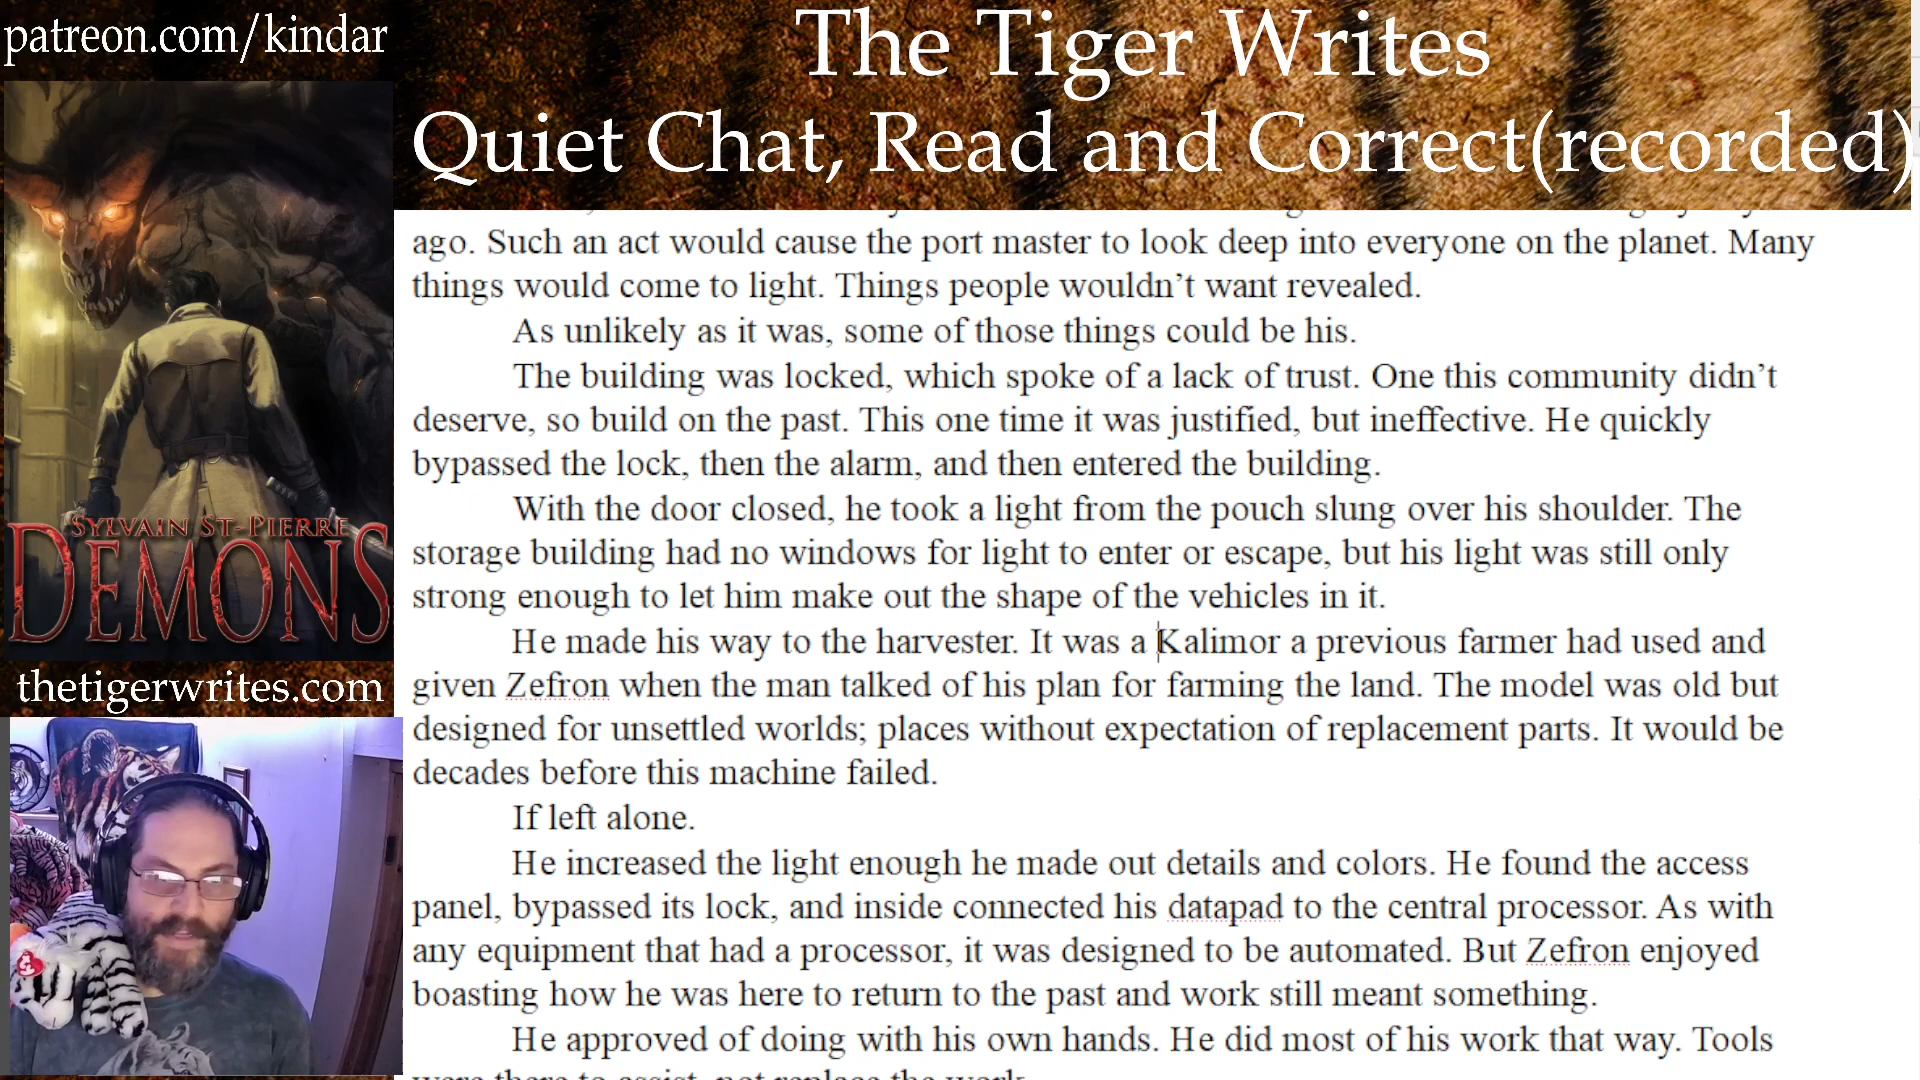 patreon.com/kindar
The Tiger Writes
Quiet Chat, Read and Correct(recorded)
SYLVAIN ST-PIERRE
DEMONS
thetigerwrites.com
ago. Such an act would cause the port master to look deep into everyone on the planet. Many
things would come to light. Things people wouldn’t want revealed.
As unlikely as it was, some of those things could be his.
The building was locked, which spoke of a lack of trust. One this community didn’t
deserve, so build on the past. This one time it was justified, but ineffective. He quickly
bypassed the lock, then the alarm, and then entered the building.
With the door closed, he took a light from the pouch slung over his shoulder. The
storage building had no windows for light to enter or escape, but his light was still only
strong enough to let him make out the shape of the vehicles in it.
He made his way to the harvester. It was a Kalimor a previous farmer had used and
given Zefron when the man talked of his plan for farming the land. The model was old but
designed for unsettled worlds; places without expectation of replacement parts. It would be
decades before this machine failed.
If left alone.
He increased the light enough he made out details and colors. He found the access
panel, bypassed its lock, and inside connected his datapad to the central processor. As with
any equipment that had a processor, it was designed to be automated. But Zefron enjoyed
boasting how he was here to return to the past and work still meant something.
He approved of doing with his own hands. He did most of his work that way. Tools
were there to assist, not replace the work.